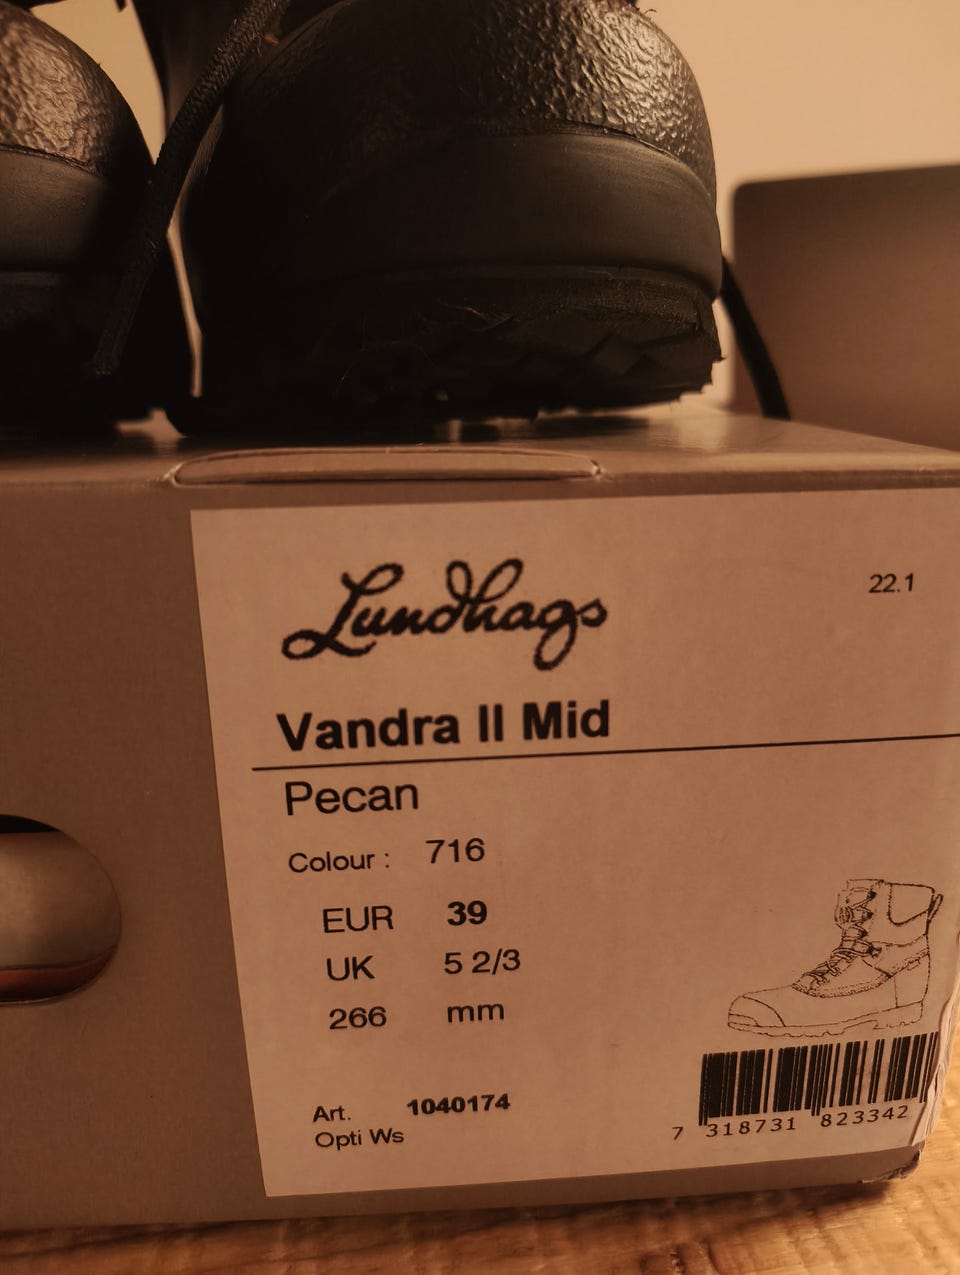 Lundhags
22.1
Vandra II Mid
Pecan
Colour : 716
EUR 39
UK 5 2/3
266 mm
Art. 1040174
Opti Ws
7 318731 823342